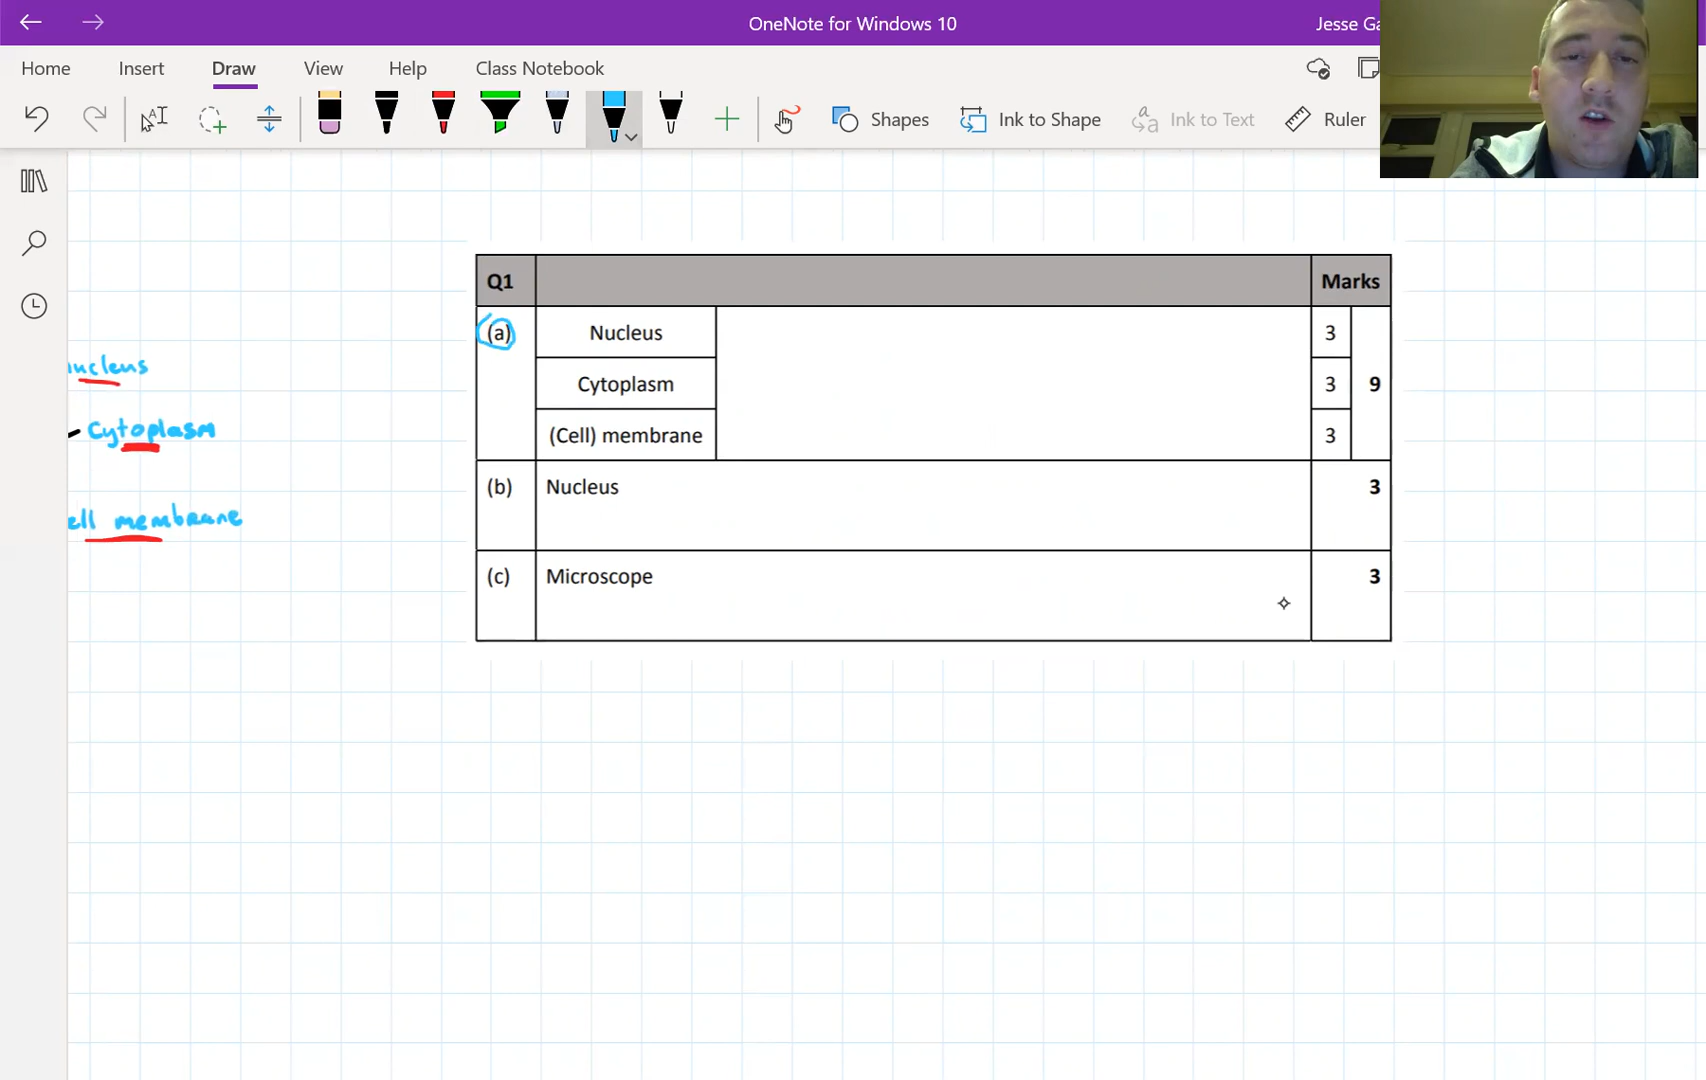 OneNote for Windows 10
Jesse Ga
Home Insert Draw View Help Class Notebook
Shapes Ink to Shape Ink to Text Ruler
Q1 Marks
(a) Nucleus 3
Cytoplasm 3 9
(Cell) membrane 3
(b) Nucleus 3
(c) Microscope 3
nucleus
Cytoplasm
ell membrane